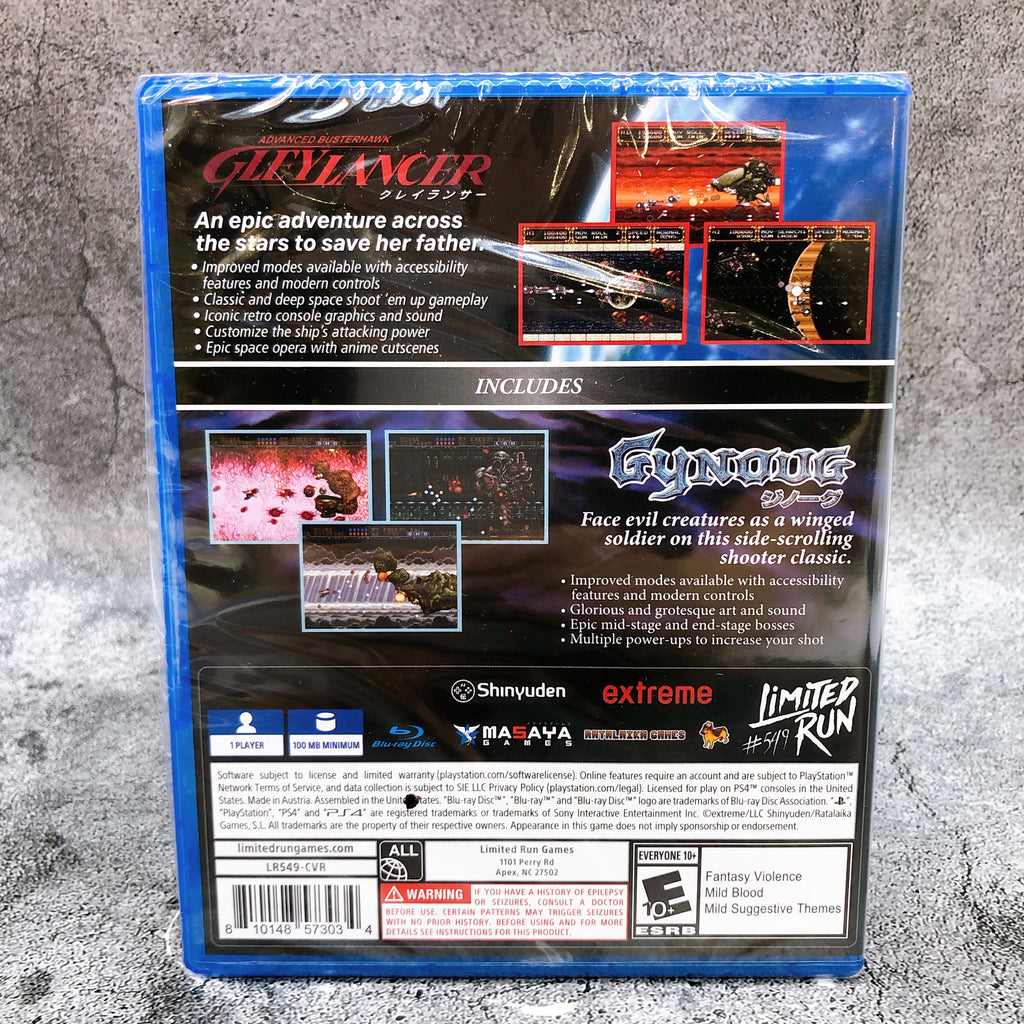 ADVANCED BUSTERHAWK
GLEYLANCER
クレイランサー
An epic adventure across
the stars to save her father.
• Improved modes available with accessibility
features and modern controls
• Classic and deep space shoot 'em up gameplay
• Iconic retro console graphics and sound
• Customize the ship's attacking power
• Epic space opera with anime cutscenes
INCLUDES
GYNOUG
ジノーグ
Face evil creatures as a winged
soldier on this side-scrolling
shooter classic.
• Improved modes available with accessibility
features and modern controls
• Glorious and grotesque art and sound
• Epic mid-stage and end-stage bosses
• Multiple power-ups to increase your shot
Shinyuden
extreme
LIMITED
RUN
#549
1 PLAYER
100 MB MINIMUM
Blu-ray Disc
MASAYA
GAMES
RATALAIKA GAMES
Software subject to license and limited warranty (playstation.com/softwarelicense). Online features require an account and are subject to PlayStation™
Network Terms of Service, and data collection is subject to SIE LLC Privacy Policy (playstation.com/legal). Licensed for play on PS4™ consoles in the United
States. Made in Austria. Assembled in the United States. "Blu-ray Disc™", "Blu-ray™" and "Blu-ray Disc™" logo are trademarks of Blu-ray Disc Association. " ",
"PlayStation", "PS4" and "PS4" are registered trademarks or trademarks of Sony Interactive Entertainment Inc. ©extreme/LLC Shinyuden/Ratalaika
Games, S.L. All trademarks are the property of their respective owners. Appearance in this game does not imply sponsorship or endorsement.
limitedrungames.com
LR549-CVR
8 10148 57303 4
ALL
Limited Run Games
1101 Perry Rd
Apex, NC 27502
WARNING
IF YOU HAVE A HISTORY OF EPILEPSY
OR SEIZURES, CONSULT A DOCTOR
BEFORE USE. CERTAIN PATTERNS MAY TRIGGER SEIZURES
WITH NO PRIOR HISTORY. BEFORE USING AND FOR MORE
DETAILS SEE INSTRUCTIONS FOR THIS PRODUCT.
EVERYONE 10+
E
10+
ESRB
Fantasy Violence
Mild Blood
Mild Suggestive Themes